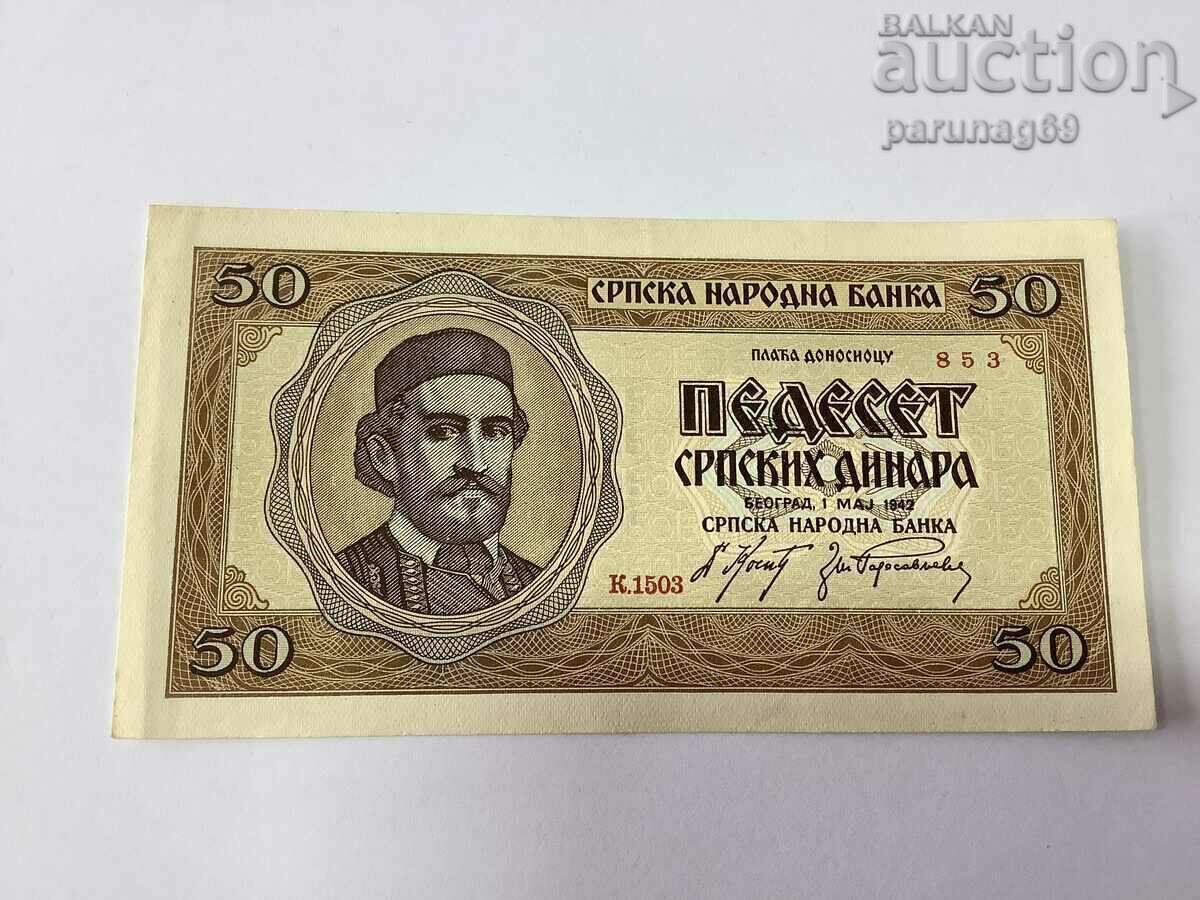 BALKAN
auction
parunag69
50 СРПСКА НАРОДНА БАНКА 50
ПЛАЋА ДОНОСИОЦУ 853
ПЕДЕСЕТ
СРПСКИХ ДИНАРА
БЕОГРАД, 1 МАЈ 1942
СРПСКА НАРОДНА БАНКА
К.1503
50 50